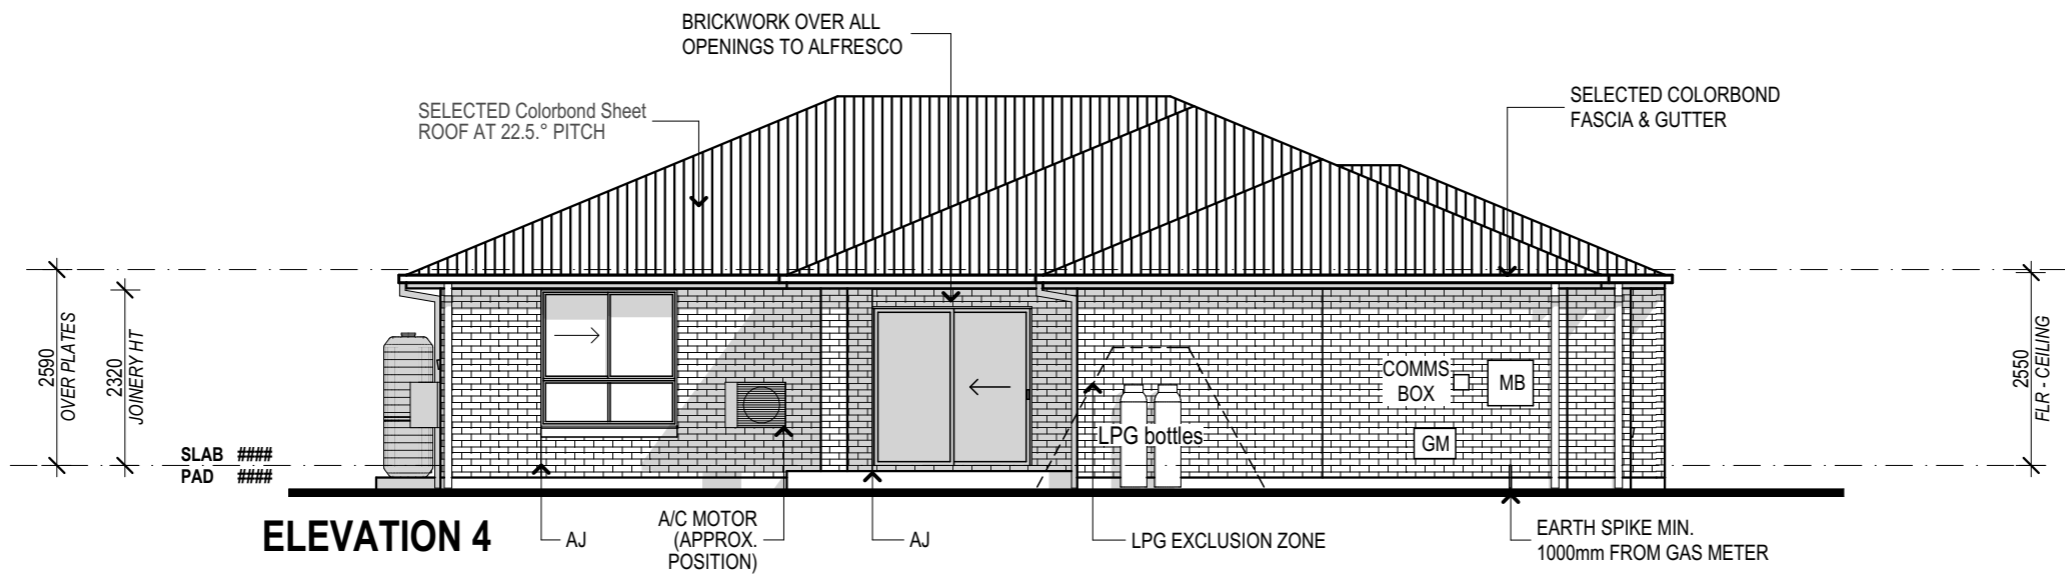 BRICKWORK OVER ALL
OPENINGS TO ALFRESCO
SELECTED Colorbond Sheet
ROOF AT 22.5.° PITCH
SELECTED COLORBOND
FASCIA & GUTTER
2590
OVER PLATES
2320
JOINERY HT
2550
FLR - CEILING
COMMS
BOX
MB
GM
LPG bottles
SLAB ####
PAD ####
ELEVATION 4
AJ
A/C MOTOR
(APPROX.
POSITION)
AJ
LPG EXCLUSION ZONE
EARTH SPIKE MIN.
1000mm FROM GAS METER